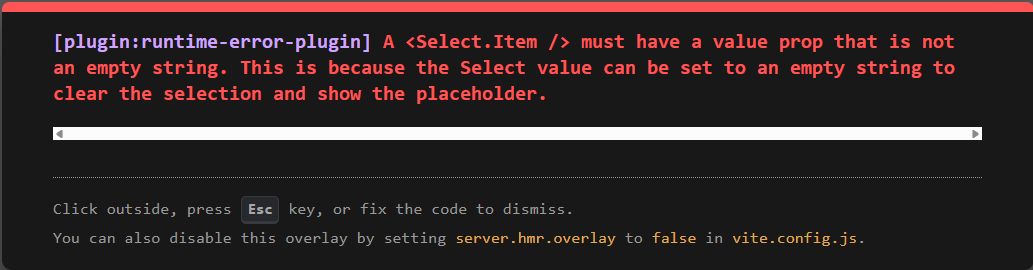 [plugin:runtime-error-plugin] A <Select.Item /> must have a value prop that is not
an empty string. This is because the Select value can be set to an empty string to
clear the selection and show the placeholder.
Click outside, press Esc key, or fix the code to dismiss.
You can also disable this overlay by setting server.hmr.overlay to false in vite.config.js.